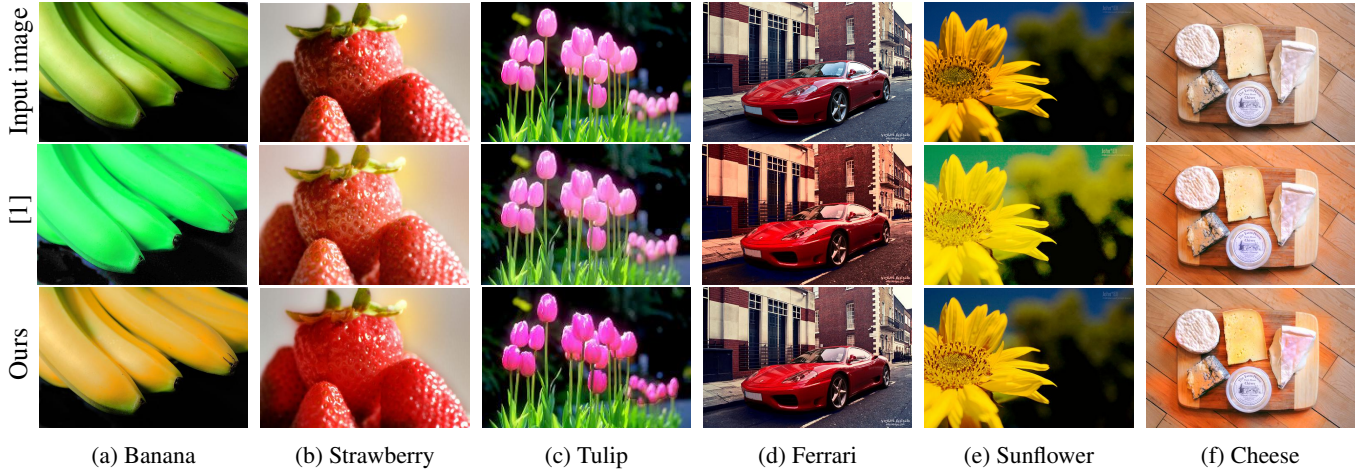 Input image
[1]
Ours
(a) Banana
(b) Strawberry
(c) Tulip
(d) Ferrari
(e) Sunflower
(f) Cheese